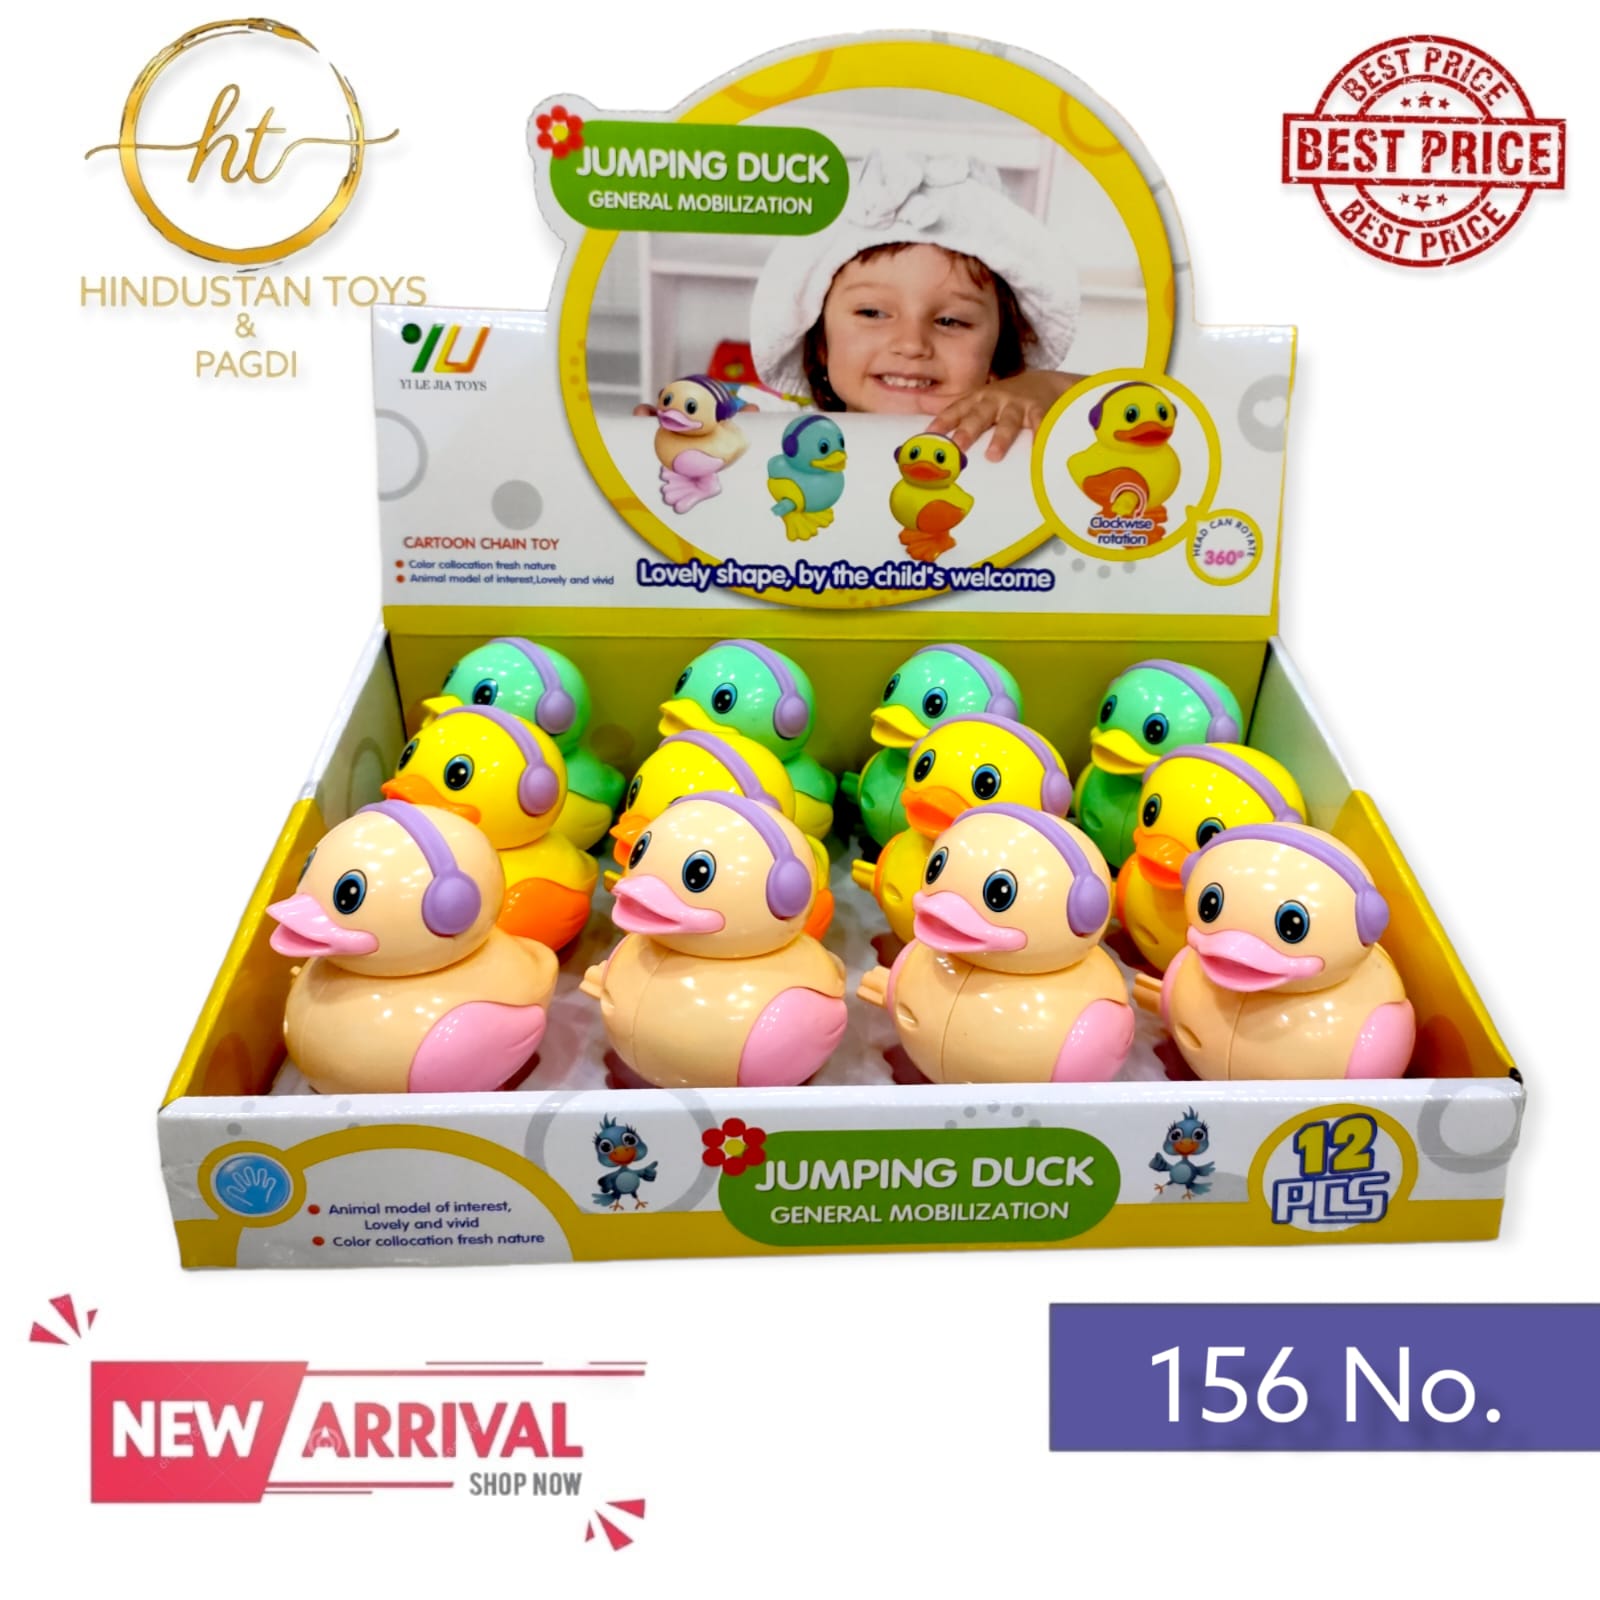 ht
HINDUSTAN TOYS
&
PAGDI
BEST PRICE
BEST PRICE
BEST PRICE
JUMPING DUCK
GENERAL MOBILIZATION
YU
YI LE JIA TOYS
CARTOON CHAIN TOY
Color collocation fresh nature
Animal model of interest,Lovely and vivid
Clockwise
rotation
HEAD CAN ROTATE
360°
Lovely shape, by the child's welcome
Animal model of interest,
Lovely and vivid
Color collocation fresh nature
JUMPING DUCK
GENERAL MOBILIZATION
12
PCS
NEW ARRIVAL
SHOP NOW
156 No.